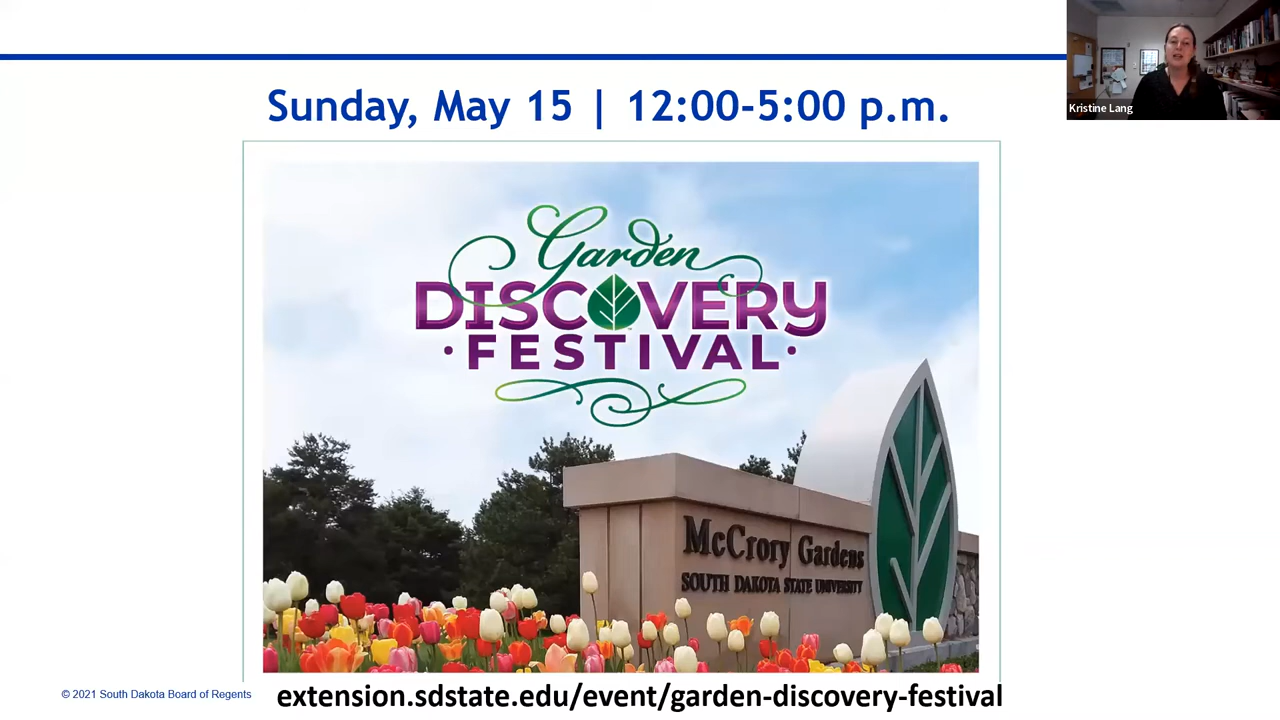 Sunday, May 15 | 12:00-5:00 p.m.
Kristine Lang
Garden
DISCOVERY
• FESTIVAL •
McCrory Gardens
SOUTH DAKOTA STATE UNIVERSITY
© 2021 South Dakota Board of Regents
extension.sdstate.edu/event/garden-discovery-festival